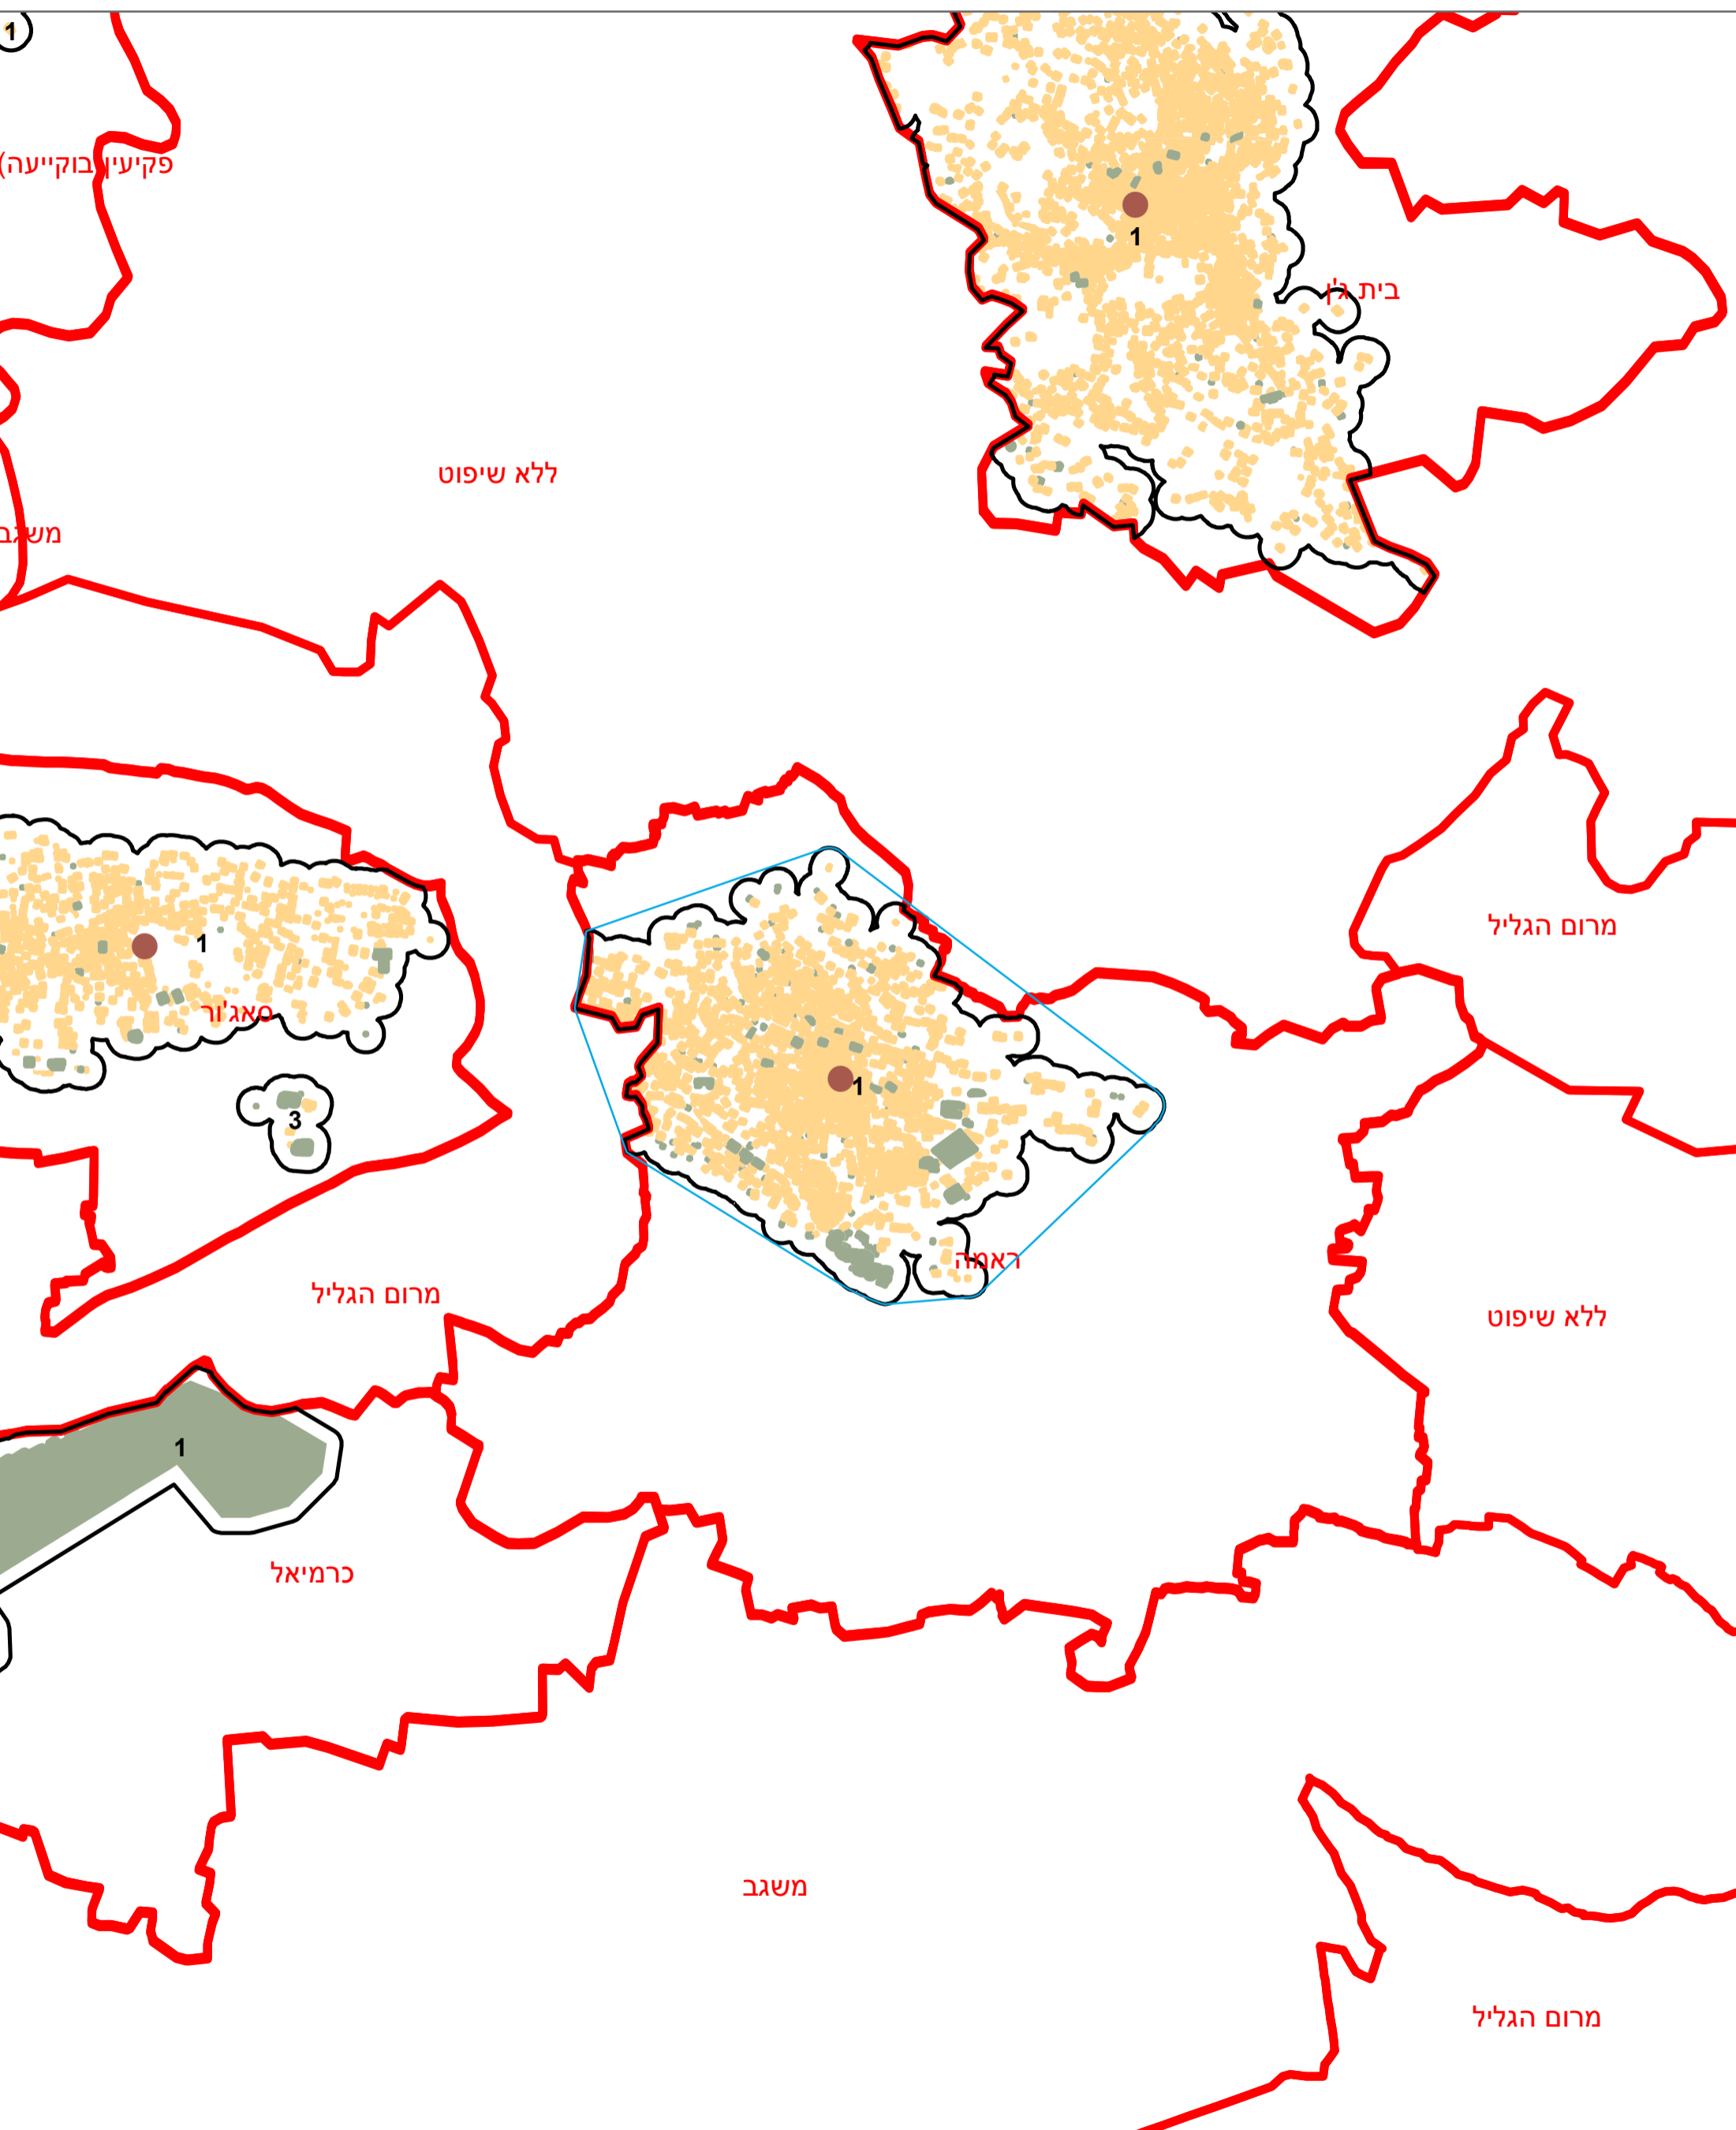 1
פקיעין בוקייעה)
1
בית ג'ן
ללא שיפוט
משגב
מרום הגליל
1
סאג'ור
1
3
ראמה
מרום הגליל
ללא שיפוט
1
כרמיאל
משגב
מרום הגליל